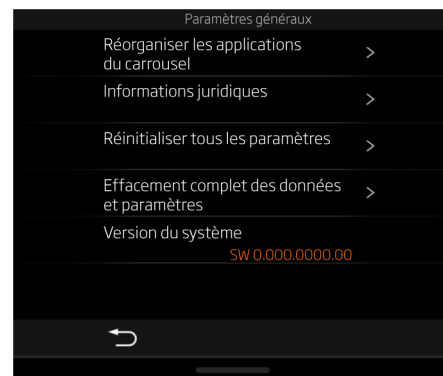 Paramètres généraux
Réorganiser les applications
du carrousel
Informations juridiques
Réinitialiser tous les paramètres
Effacement complet des données
et paramètres
Version du système
SW 0.000.0000.00